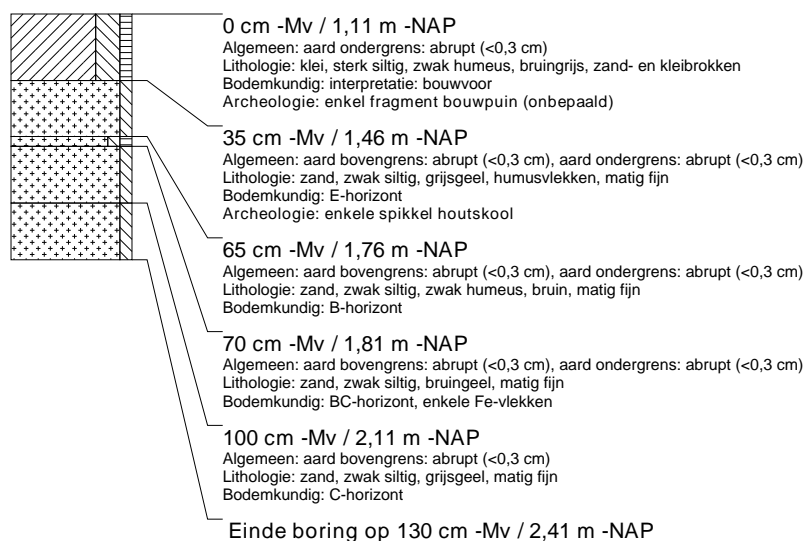 0 cm -Mv / 1,11 m -NAP
Algemeen: aard ondergrens: abrupt (<0,3 cm)
Lithologie: klei, sterk siltig, zwak humeus, bruingrijs, zand- en kleibrokken
Bodemkundig: interpretatie: bouwvoor
Archeologie: enkel fragment bouwpuin (onbepaald)
35 cm -Mv / 1,46 m -NAP
Algemeen: aard bovengrens: abrupt (<0,3 cm), aard ondergrens: abrupt (<0,3 cm)
Lithologie: zand, zwak siltig, grijsgeel, humusvlekken, matig fijn
Bodemkundig: E-horizont
Archeologie: enkele spikkel houtskool
65 cm -Mv / 1,76 m -NAP
Algemeen: aard bovengrens: abrupt (<0,3 cm), aard ondergrens: abrupt (<0,3 cm)
Lithologie: zand, zwak siltig, zwak humeus, bruin, matig fijn
Bodemkundig: B-horizont
70 cm -Mv / 1,81 m -NAP
Algemeen: aard bovengrens: abrupt (<0,3 cm), aard ondergrens: abrupt (<0,3 cm)
Lithologie: zand, zwak siltig, bruingeel, matig fijn
Bodemkundig: BC-horizont, enkele Fe-vlekken
100 cm -Mv / 2,11 m -NAP
Algemeen: aard bovengrens: abrupt (<0,3 cm)
Lithologie: zand, zwak siltig, grijsgeel, matig fijn
Bodemkundig: C-horizont
Einde boring op 130 cm -Mv / 2,41 m -NAP